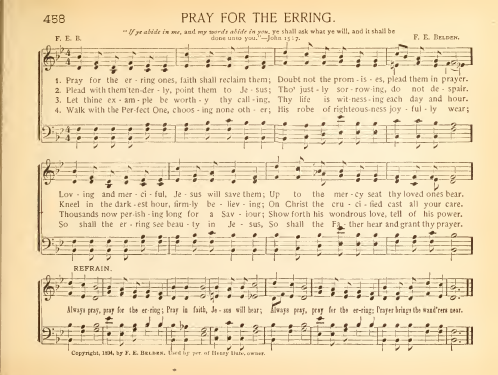 458
PRAY FOR THE ERRING.
"If ye abide in me, and my words abide in you, ye shall ask what ye will, and it shall be
done unto you."—John 15:7.
F. E. B.
F. E. BELDEN.
1. Pray for the err-ing ones, faith shall reclaim them; Doubt not the prom-is-es, plead them in prayer.
2. Plead with them ten-der-ly, point them to Je-sus; Tho' just-ly sor-row-ing, do not de-spair.
3. Let thine ex-am-ple be worth-y thy call-ing, Thy life is wit-ness-ing each day and hour.
4. Walk with the Per-fect One, choos-ing none oth-er; His robe of righteous-ness joy-ful-ly wear;
Lov-ing and mer-ci-ful, Je-sus will save them; Up to the mer-cy seat thy loved ones bear.
Kneel in the dark-est hour, firm-ly be-liev-ing; On Christ the cru-ci-fied cast all your care.
Thousands now per-ish-ing long for a Sav-iour; Show forth his wondrous love, tell of his power.
So shall the er-ring see beau-ty in Je-sus, So shall the Fa-ther hear and grant thy prayer.
REFRAIN.
Always pray, pray for the er-ring; Pray in faith, Je-sus will hear; Always pray, pray for the er-ring; Prayer brings the wand'rers near.
Copyright, 1894, by F. E. BELDEN. Used by per of Henry Date, owner.